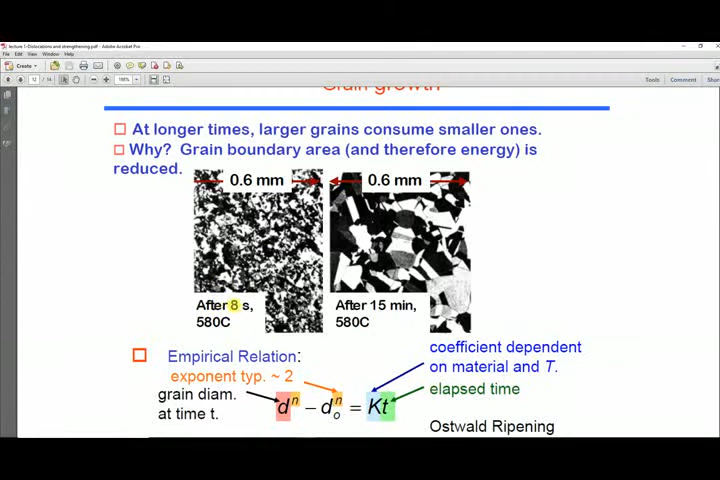 lecture 1-Dislocations and strengthening.pdf - Adobe Acrobat Pro
File Edit View Window Help
Create
12 / 14
Tools Comment
Grain growth
At longer times, larger grains consume smaller ones.
Why? Grain boundary area (and therefore energy) is
reduced.
0.6 mm 0.6 mm
After 8 s,
580C
After 15 min,
580C
Empirical Relation:
exponent typ. ~ 2
grain diam.
at time t.
dⁿ − dₒⁿ = Kt
coefficient dependent
on material and T.
elapsed time
Ostwald Ripening